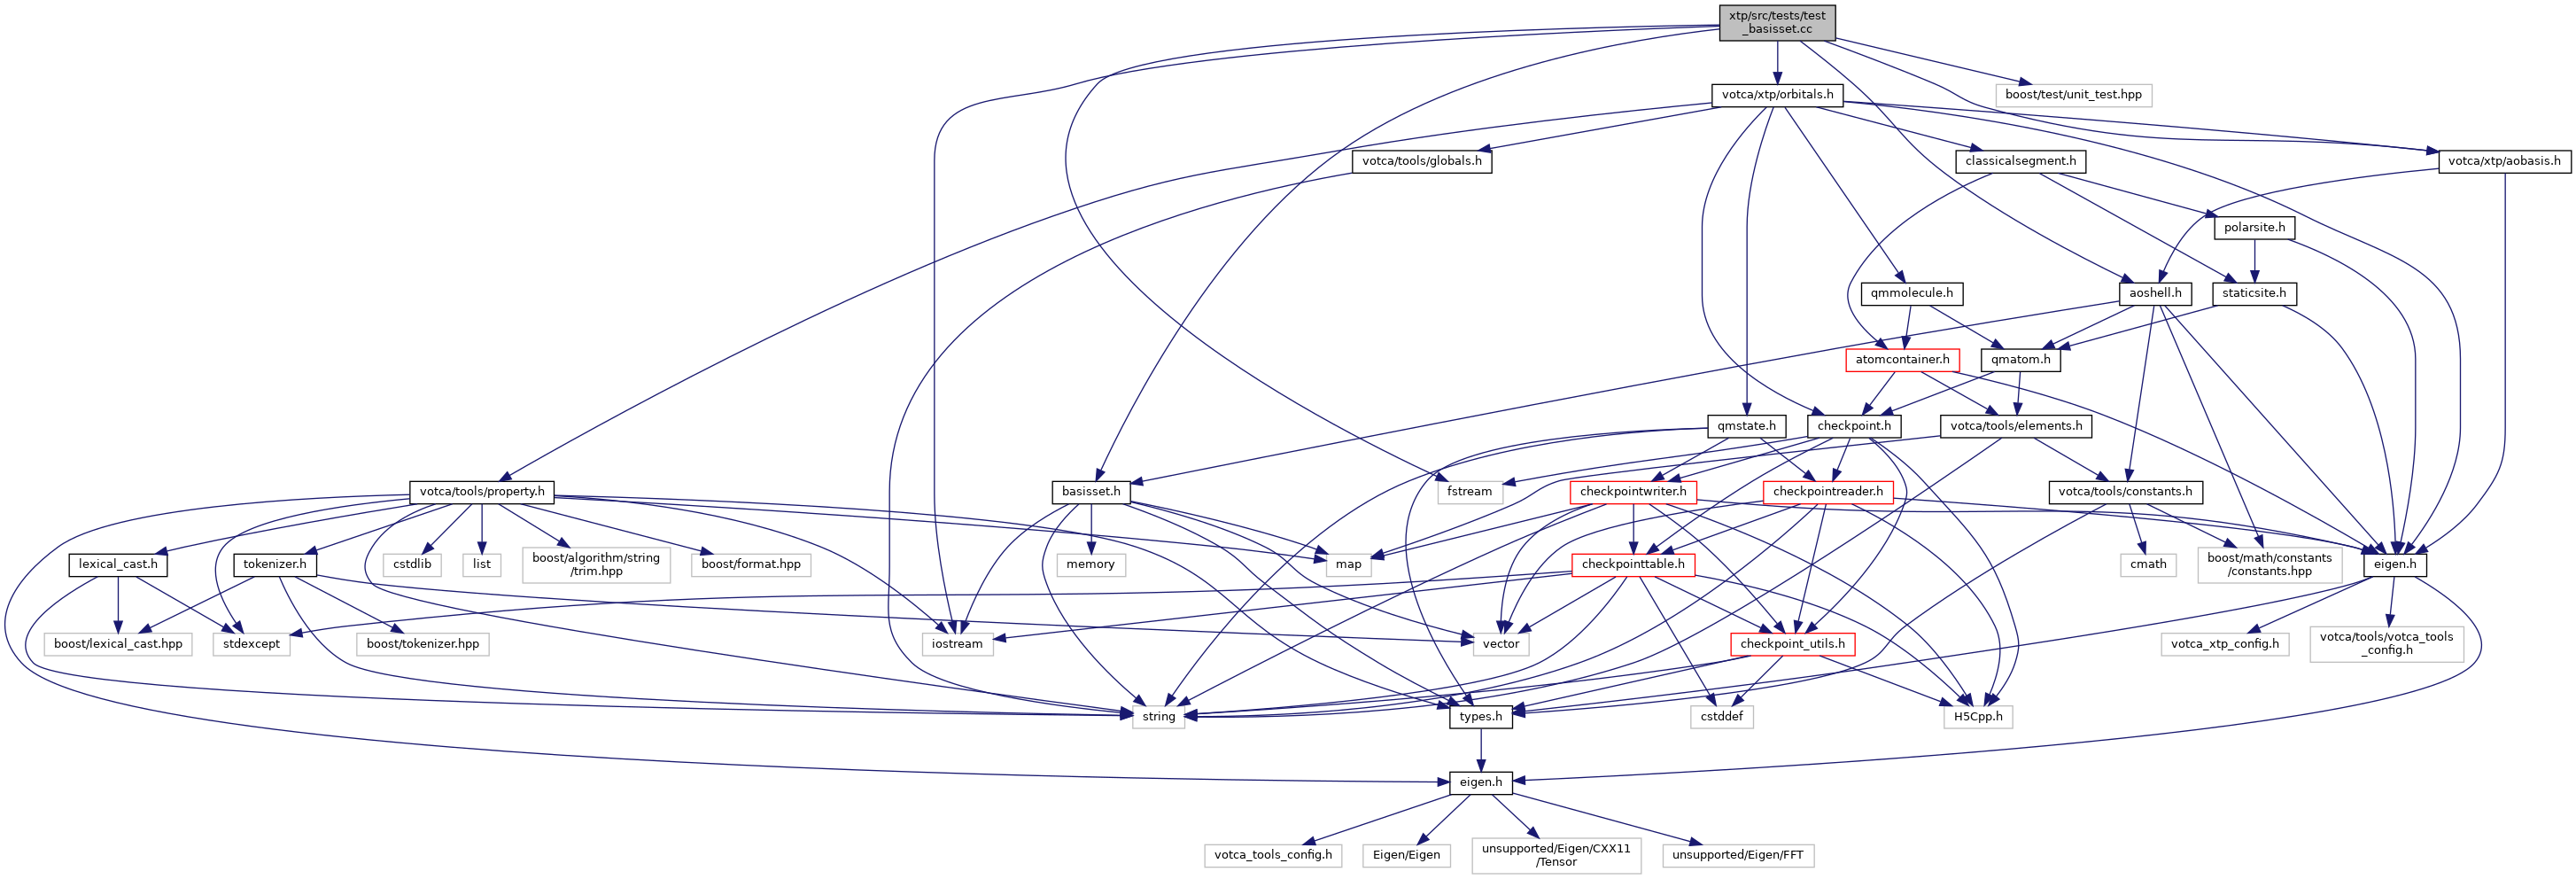 xtp/src/tests/test
_basisset.cc
votca/xtp/orbitals.h
boost/test/unit_test.hpp
votca/tools/globals.h
classicalsegment.h
votca/xtp/aobasis.h
polarsite.h
qmmolecule.h
aoshell.h
staticsite.h
atomcontainer.h
qmatom.h
qmstate.h
checkpoint.h
votca/tools/elements.h
votca/tools/property.h
basisset.h
fstream
checkpointwriter.h
checkpointreader.h
votca/tools/constants.h
lexical_cast.h
tokenizer.h
cstdlib
list
boost/algorithm/string
/trim.hpp
boost/format.hpp
memory
map
checkpointtable.h
cmath
boost/math/constants
/constants.hpp
eigen.h
boost/lexical_cast.hpp
stdexcept
boost/tokenizer.hpp
iostream
vector
checkpoint_utils.h
votca_xtp_config.h
votca/tools/votca_tools
_config.h
string
types.h
cstddef
H5Cpp.h
eigen.h
votca_tools_config.h
Eigen/Eigen
unsupported/Eigen/CXX11
/Tensor
unsupported/Eigen/FFT